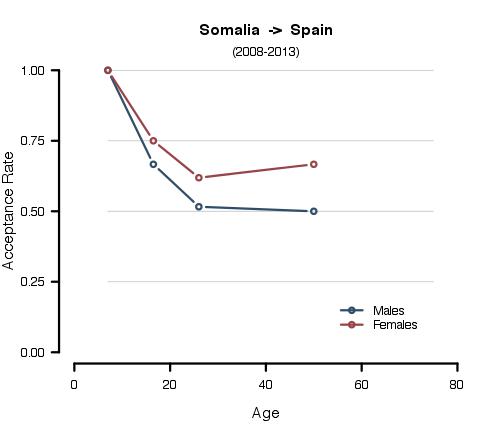 Somalia -> Spain
(2008-2013)
1.00
0.75
0.50
0.25
0.00
Acceptance Rate
Males
Females
0 20 40 60 80
Age